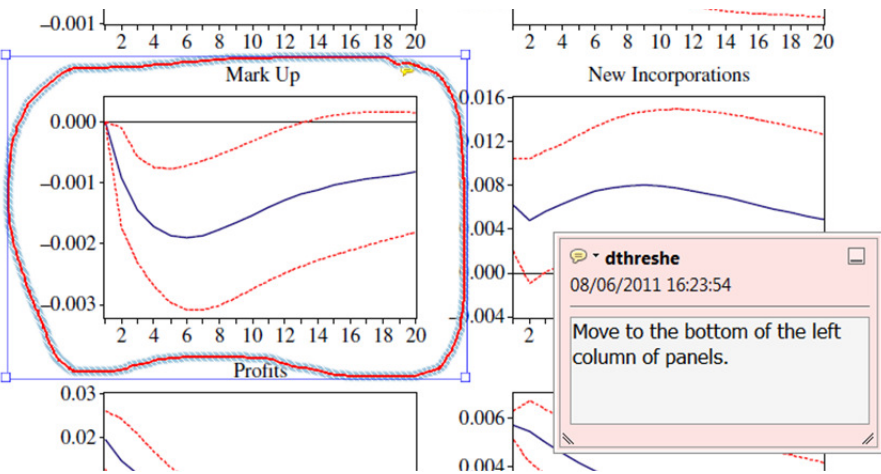 −0.001
2 4 6 8 10 12 14 16 18 20
2 4 6 8 10 12 14 16 18 20
Mark Up
0.000
−0.001
−0.002
−0.003
2 4 6 8 10 12 14 16 18 20
New Incorporations
0.016
0.012
0.008
0.004
0.000
0.004
2
dthreshe
08/06/2011 16:23:54
Move to the bottom of the left
column of panels.
Profits
0.03
0.02
0.006
0.004